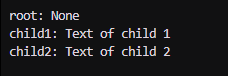 root: None
child1: Text of child 1
child2: Text of child 2